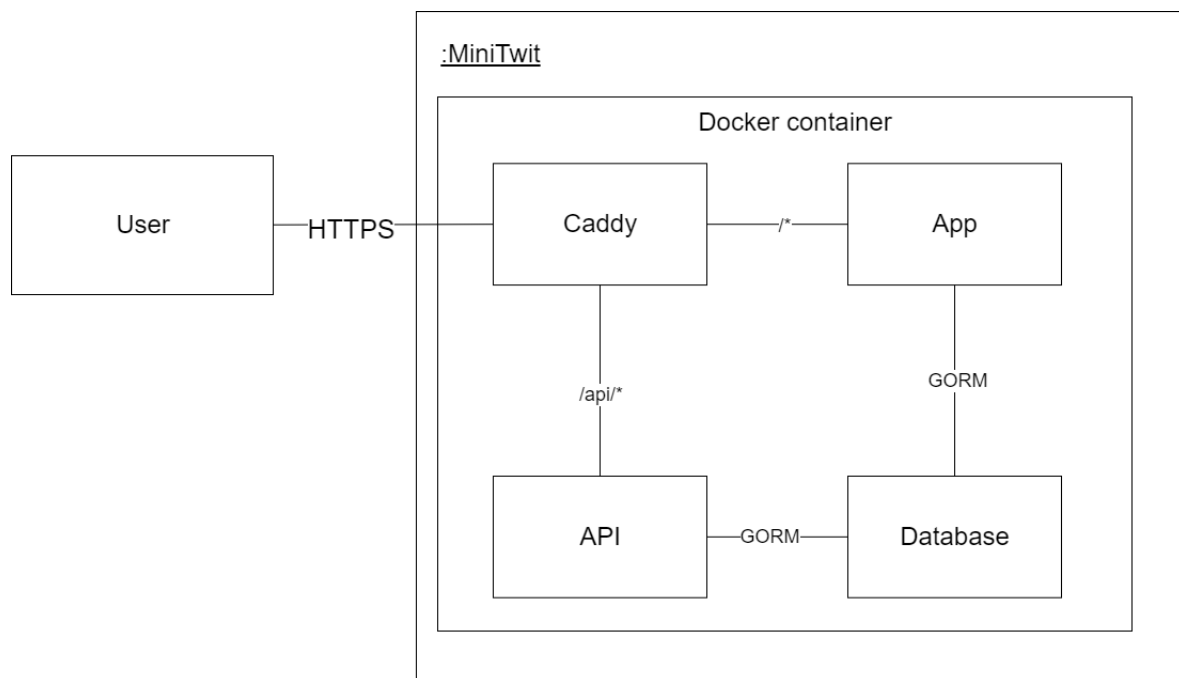 :MiniTwit
Docker container
User
HTTPS
Caddy
/*
App
/api/*
GORM
API
GORM
Database